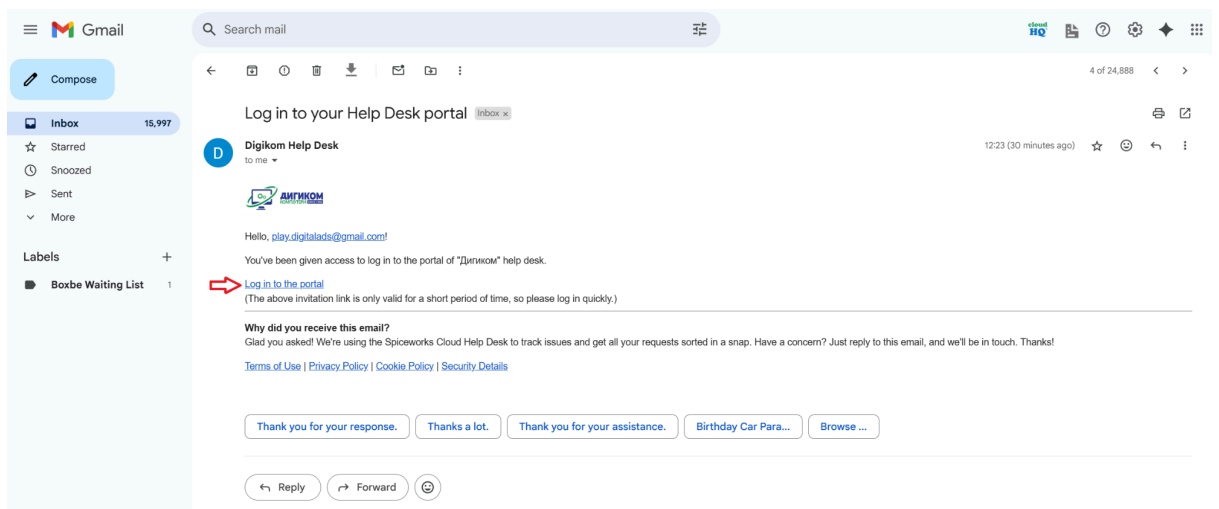 Gmail
Search mail
cloud
HQ
Compose
4 of 24,888
Inbox 15,997
Starred
Snoozed
Sent
More
Labels
Boxbe Waiting List 1
Log in to your Help Desk portal Inbox x
D
Digikom Help Desk
12:23 (30 minutes ago)
to me
ДИГИКОМ
Hello, play.digitalads@gmail.com!
You've been given access to log in to the portal of "Дигиком" help desk.
Log in to the portal
(The above invitation link is only valid for a short period of time, so please log in quickly.)
Why did you receive this email?
Glad you asked! We're using the Spiceworks Cloud Help Desk to track issues and get all your requests sorted in a snap. Have a concern? Just reply to this email, and we'll be in touch. Thanks!
Terms of Use | Privacy Policy | Cookie Policy | Security Details
Thank you for your response. Thanks a lot. Thank you for your assistance. Birthday Car Para... Browse ...
Reply Forward